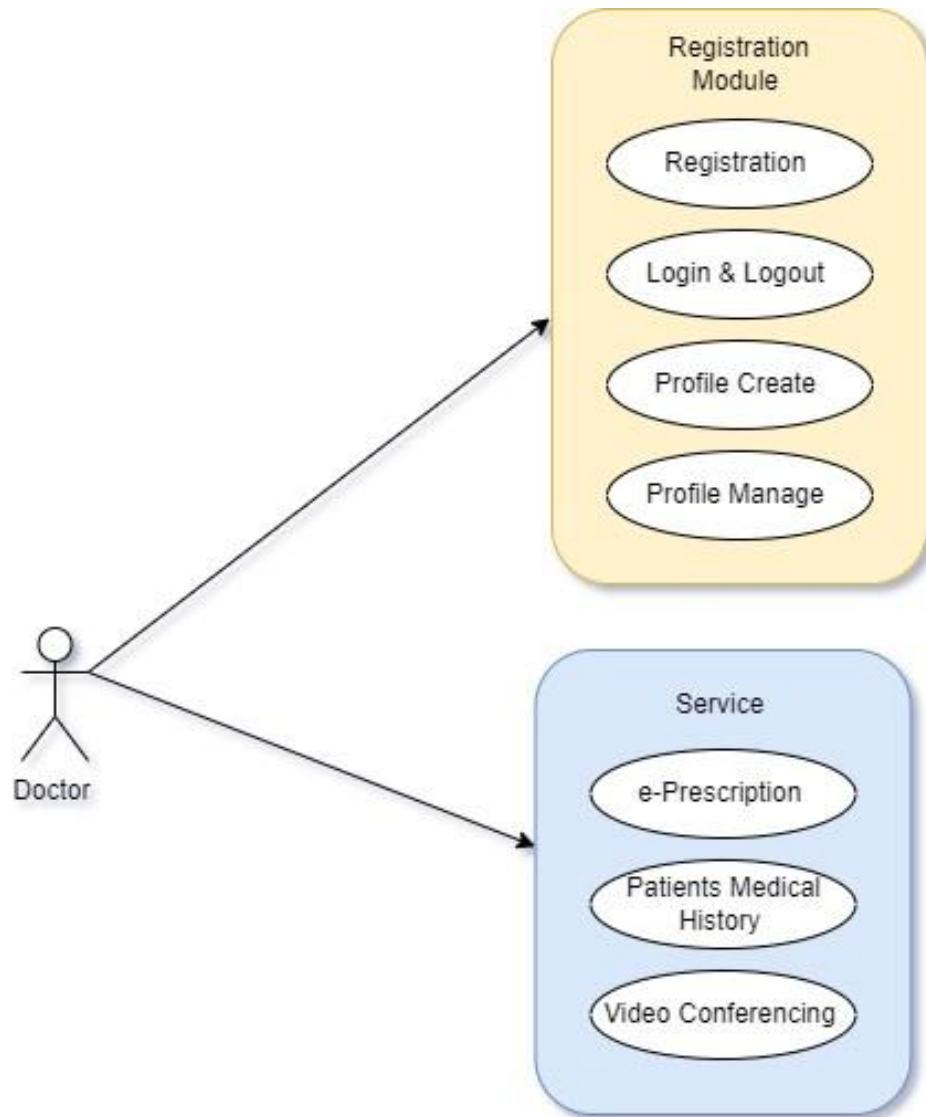 Registration
Module
Registration
Login & Logout
Profile Create
Profile Manage
Doctor
Service
e-Prescription
Patients Medical
History
Video Conferencing